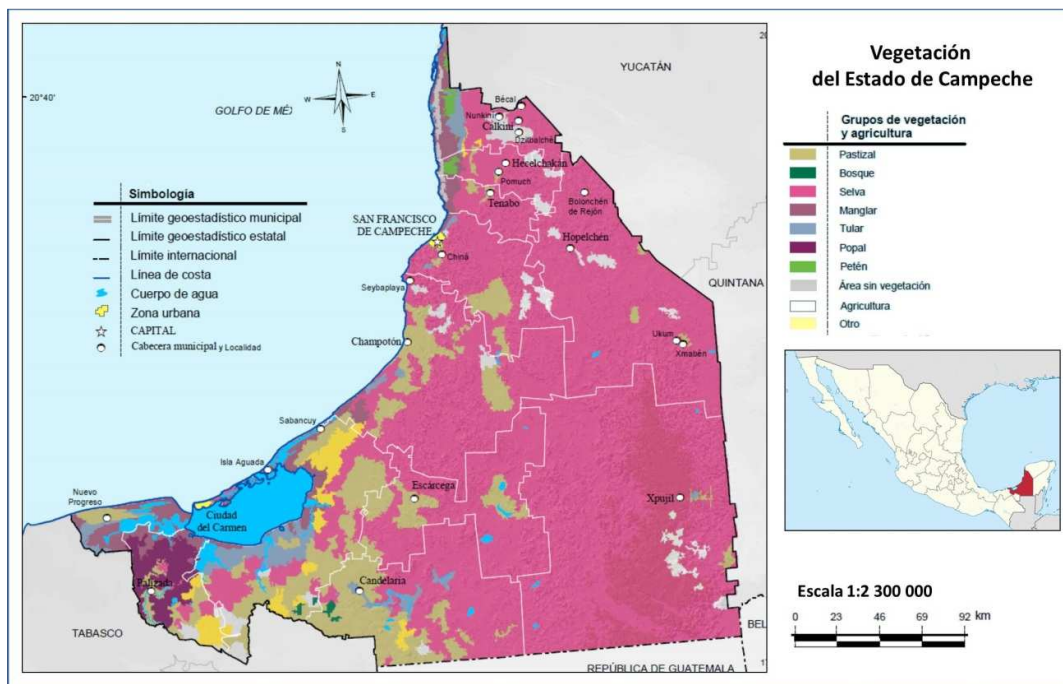 Vegetación
del Estado de Campeche
Grupos de vegetación
y agricultura
Pastizal
Bosque
Selva
Manglar
Tular
Popal
Petén
Área sin vegetación
Agricultura
Otro
20°40'
GOLFO DE MÉJ
N
E
S
YUCATÁN
Bécal
Nunkiní
Calkiní
Dzitbalché
Hecelchakán
Pomuch
Tenabo
Bolonchén
de Rejón
SAN FRANCISCO
DE CAMPECHE
Chiná
Hopelchén
Seybaplaya
QUINTANA
Champotón
Ukum
Xmabén
Sabancuy
Isla Aguada
Nuevo
Progreso
Ciudad
del Carmen
Escárcega
Xpujil
Palizada
Candelaria
TABASCO
BEL
REPÚBLICA DE GUATEMALA
Simbología
Límite geoestadístico municipal
Límite geoestadístico estatal
Límite internacional
Línea de costa
Cuerpo de agua
Zona urbana
CAPITAL
Cabecera municipal y Localidad
Escala 1:2 300 000
0 23 46 69 92 km